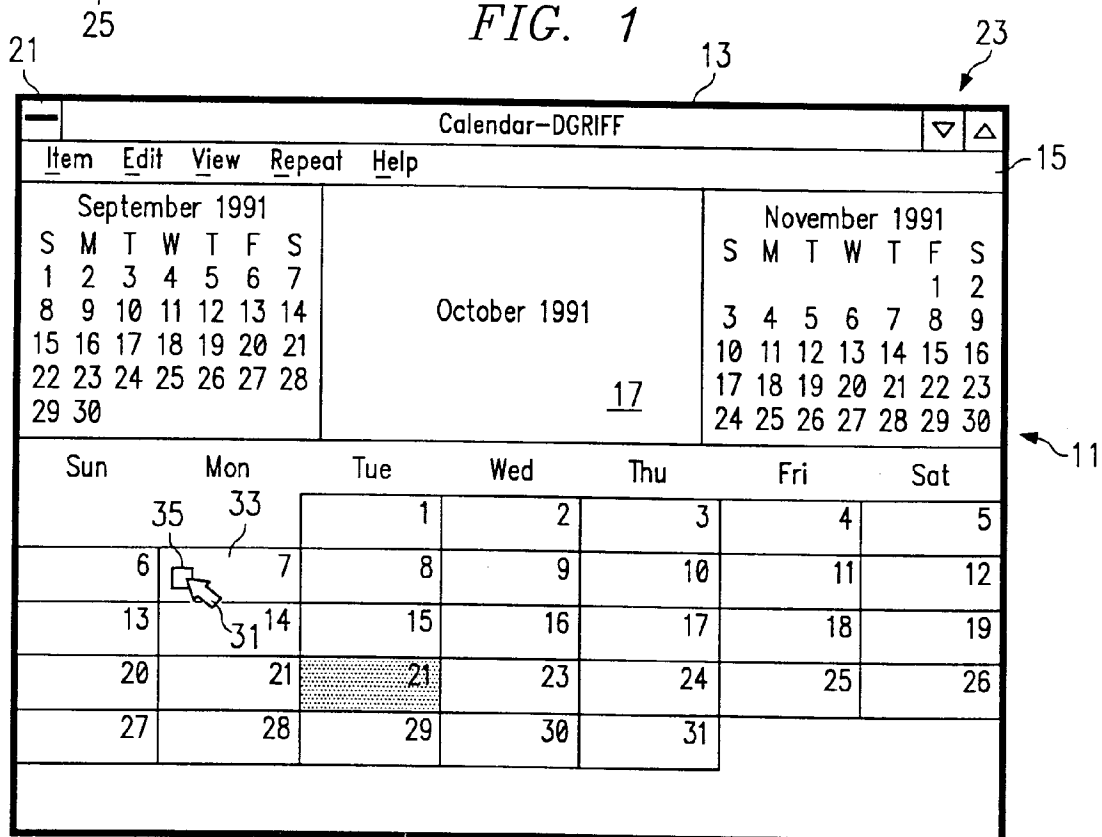 25
FIG. 1
21
13
23
Calendar-DGRIFF
Item Edit View Repeat Help
15
September 1991
S M T W T F S
1 2 3 4 5 6 7
8 9 10 11 12 13 14
15 16 17 18 19 20 21
22 23 24 25 26 27 28
29 30
October 1991
17
November 1991
S M T W T F S
1 2
3 4 5 6 7 8 9
10 11 12 13 14 15 16
17 18 19 20 21 22 23
24 25 26 27 28 29 30
11
Sun Mon Tue Wed Thu Fri Sat
35 33
1 2 3 4 5
6 7 8 9 10 11 12
31
13 14 15 16 17 18 19
20 21 21 23 24 25 26
27 28 29 30 31